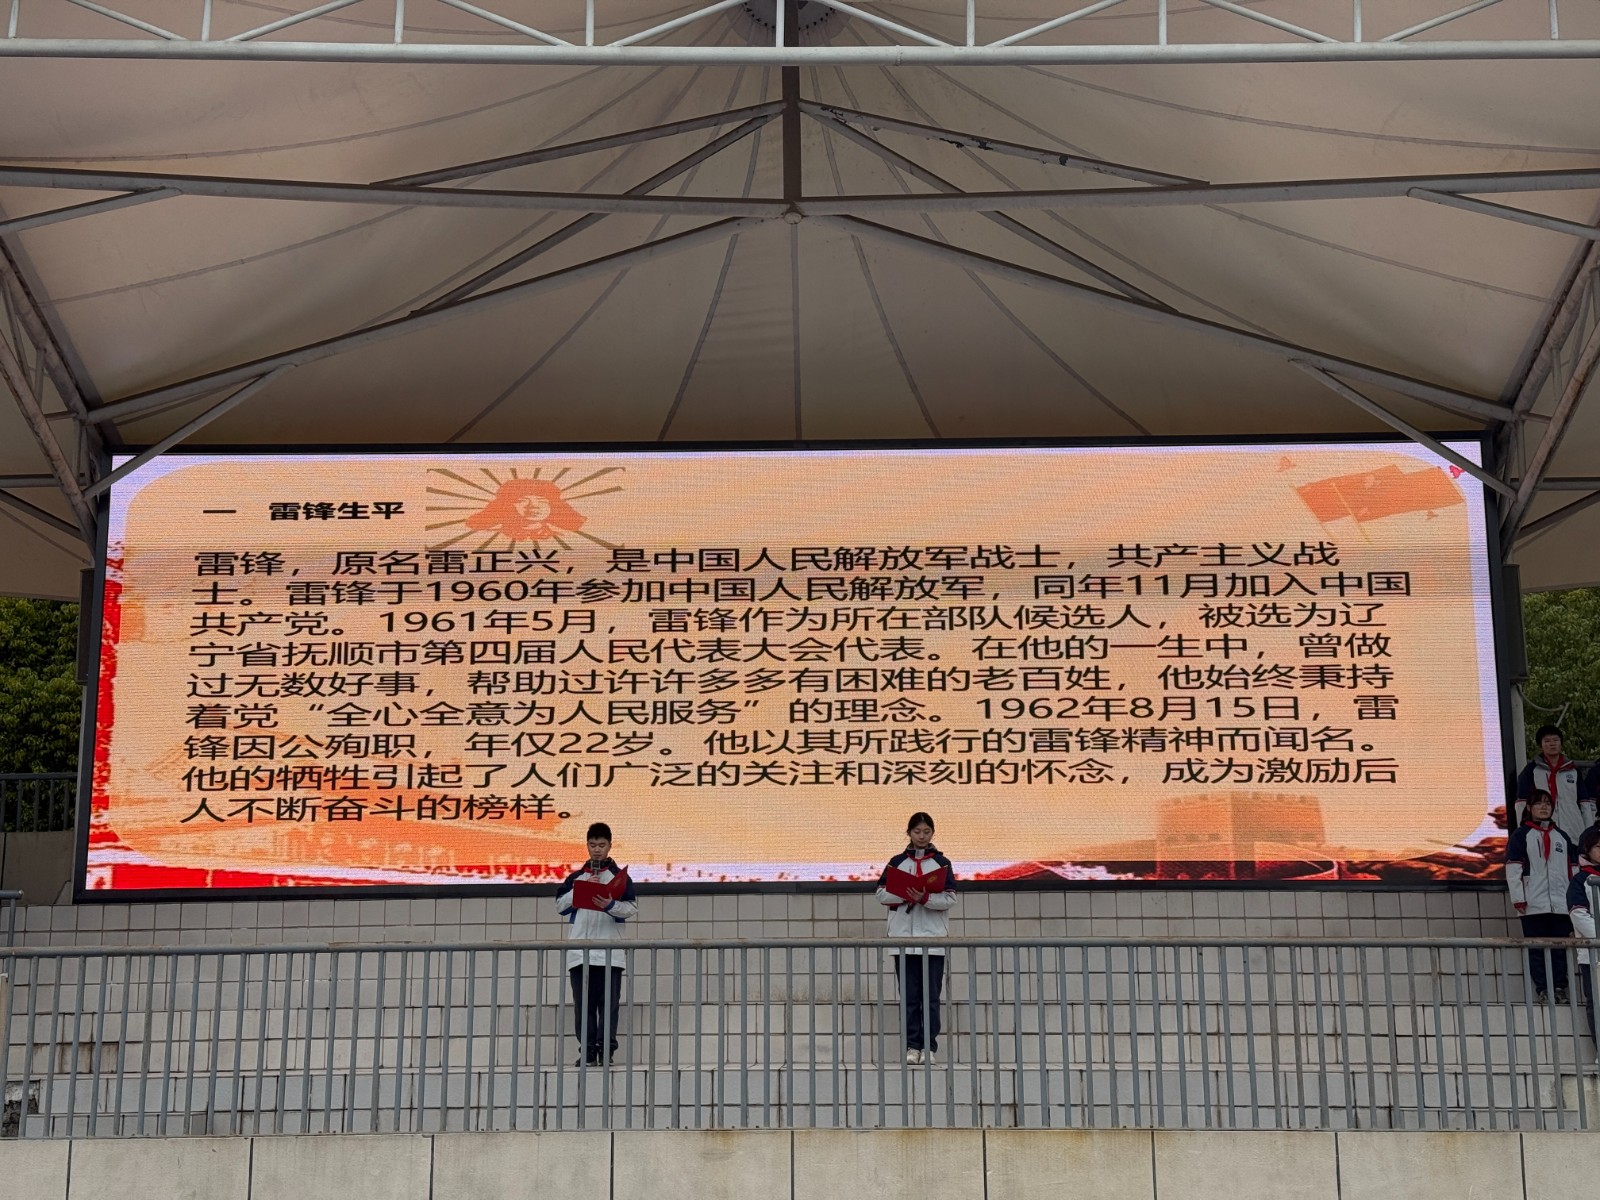 一 雷锋生平
雷锋，原名雷正兴，是中国人民解放军战士，共产主义战
士。雷锋于1960年参加中国人民解放军，同年11月加入中国
共产党。1961年5月，雷锋作为所在部队候选人，被选为辽
宁省抚顺市第四届人民代表大会代表。在他的一生中，曾做
过无数好事，帮助过许许多多有困难的老百姓，他始终秉持
着党“全心全意为人民服务”的理念。1962年8月15日，雷
锋因公殉职，年仅22岁。他以其所践行的雷锋精神而闻名。
他的牺牲引起了人们广泛的关注和深刻的怀念，成为激励后
人不断奋斗的榜样。